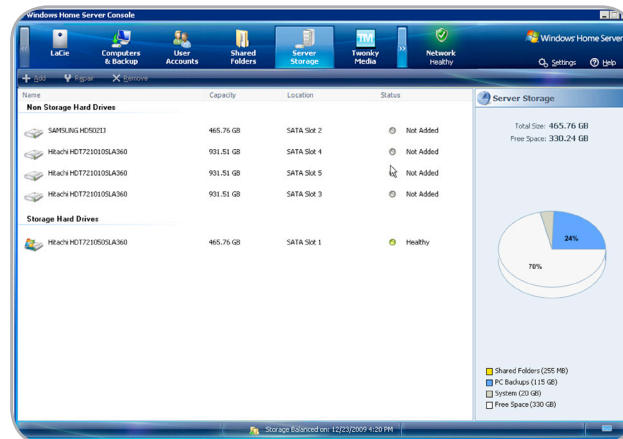 Windows Home Server Console
LaCie
Computers & Backup
User Accounts
Shared Folders
Server Storage
Twonky Media
Network Healthy
Windows Home Server
Settings
Help
Add
Repair
Remove
Name Capacity Location Status
Non Storage Hard Drives
SAMSUNG HD502IJ 465.76 GB SATA Slot 2 Not Added
Hitachi HDT721010SLA360 931.51 GB SATA Slot 4 Not Added
Hitachi HDT721010SLA360 931.51 GB SATA Slot 5 Not Added
Hitachi HDT721010SLA360 931.51 GB SATA Slot 3 Not Added
Storage Hard Drives
Hitachi HDT721050SLA360 465.76 GB SATA Slot 1 Healthy
Server Storage
Total Size: 465.76 GB
Free Space: 330.24 GB
24%
70%
Shared Folders (255 MB)
PC Backups (115 GB)
System (20 GB)
Free Space (330 GB)
Storage Balanced on: 12/23/2009 4:20 PM